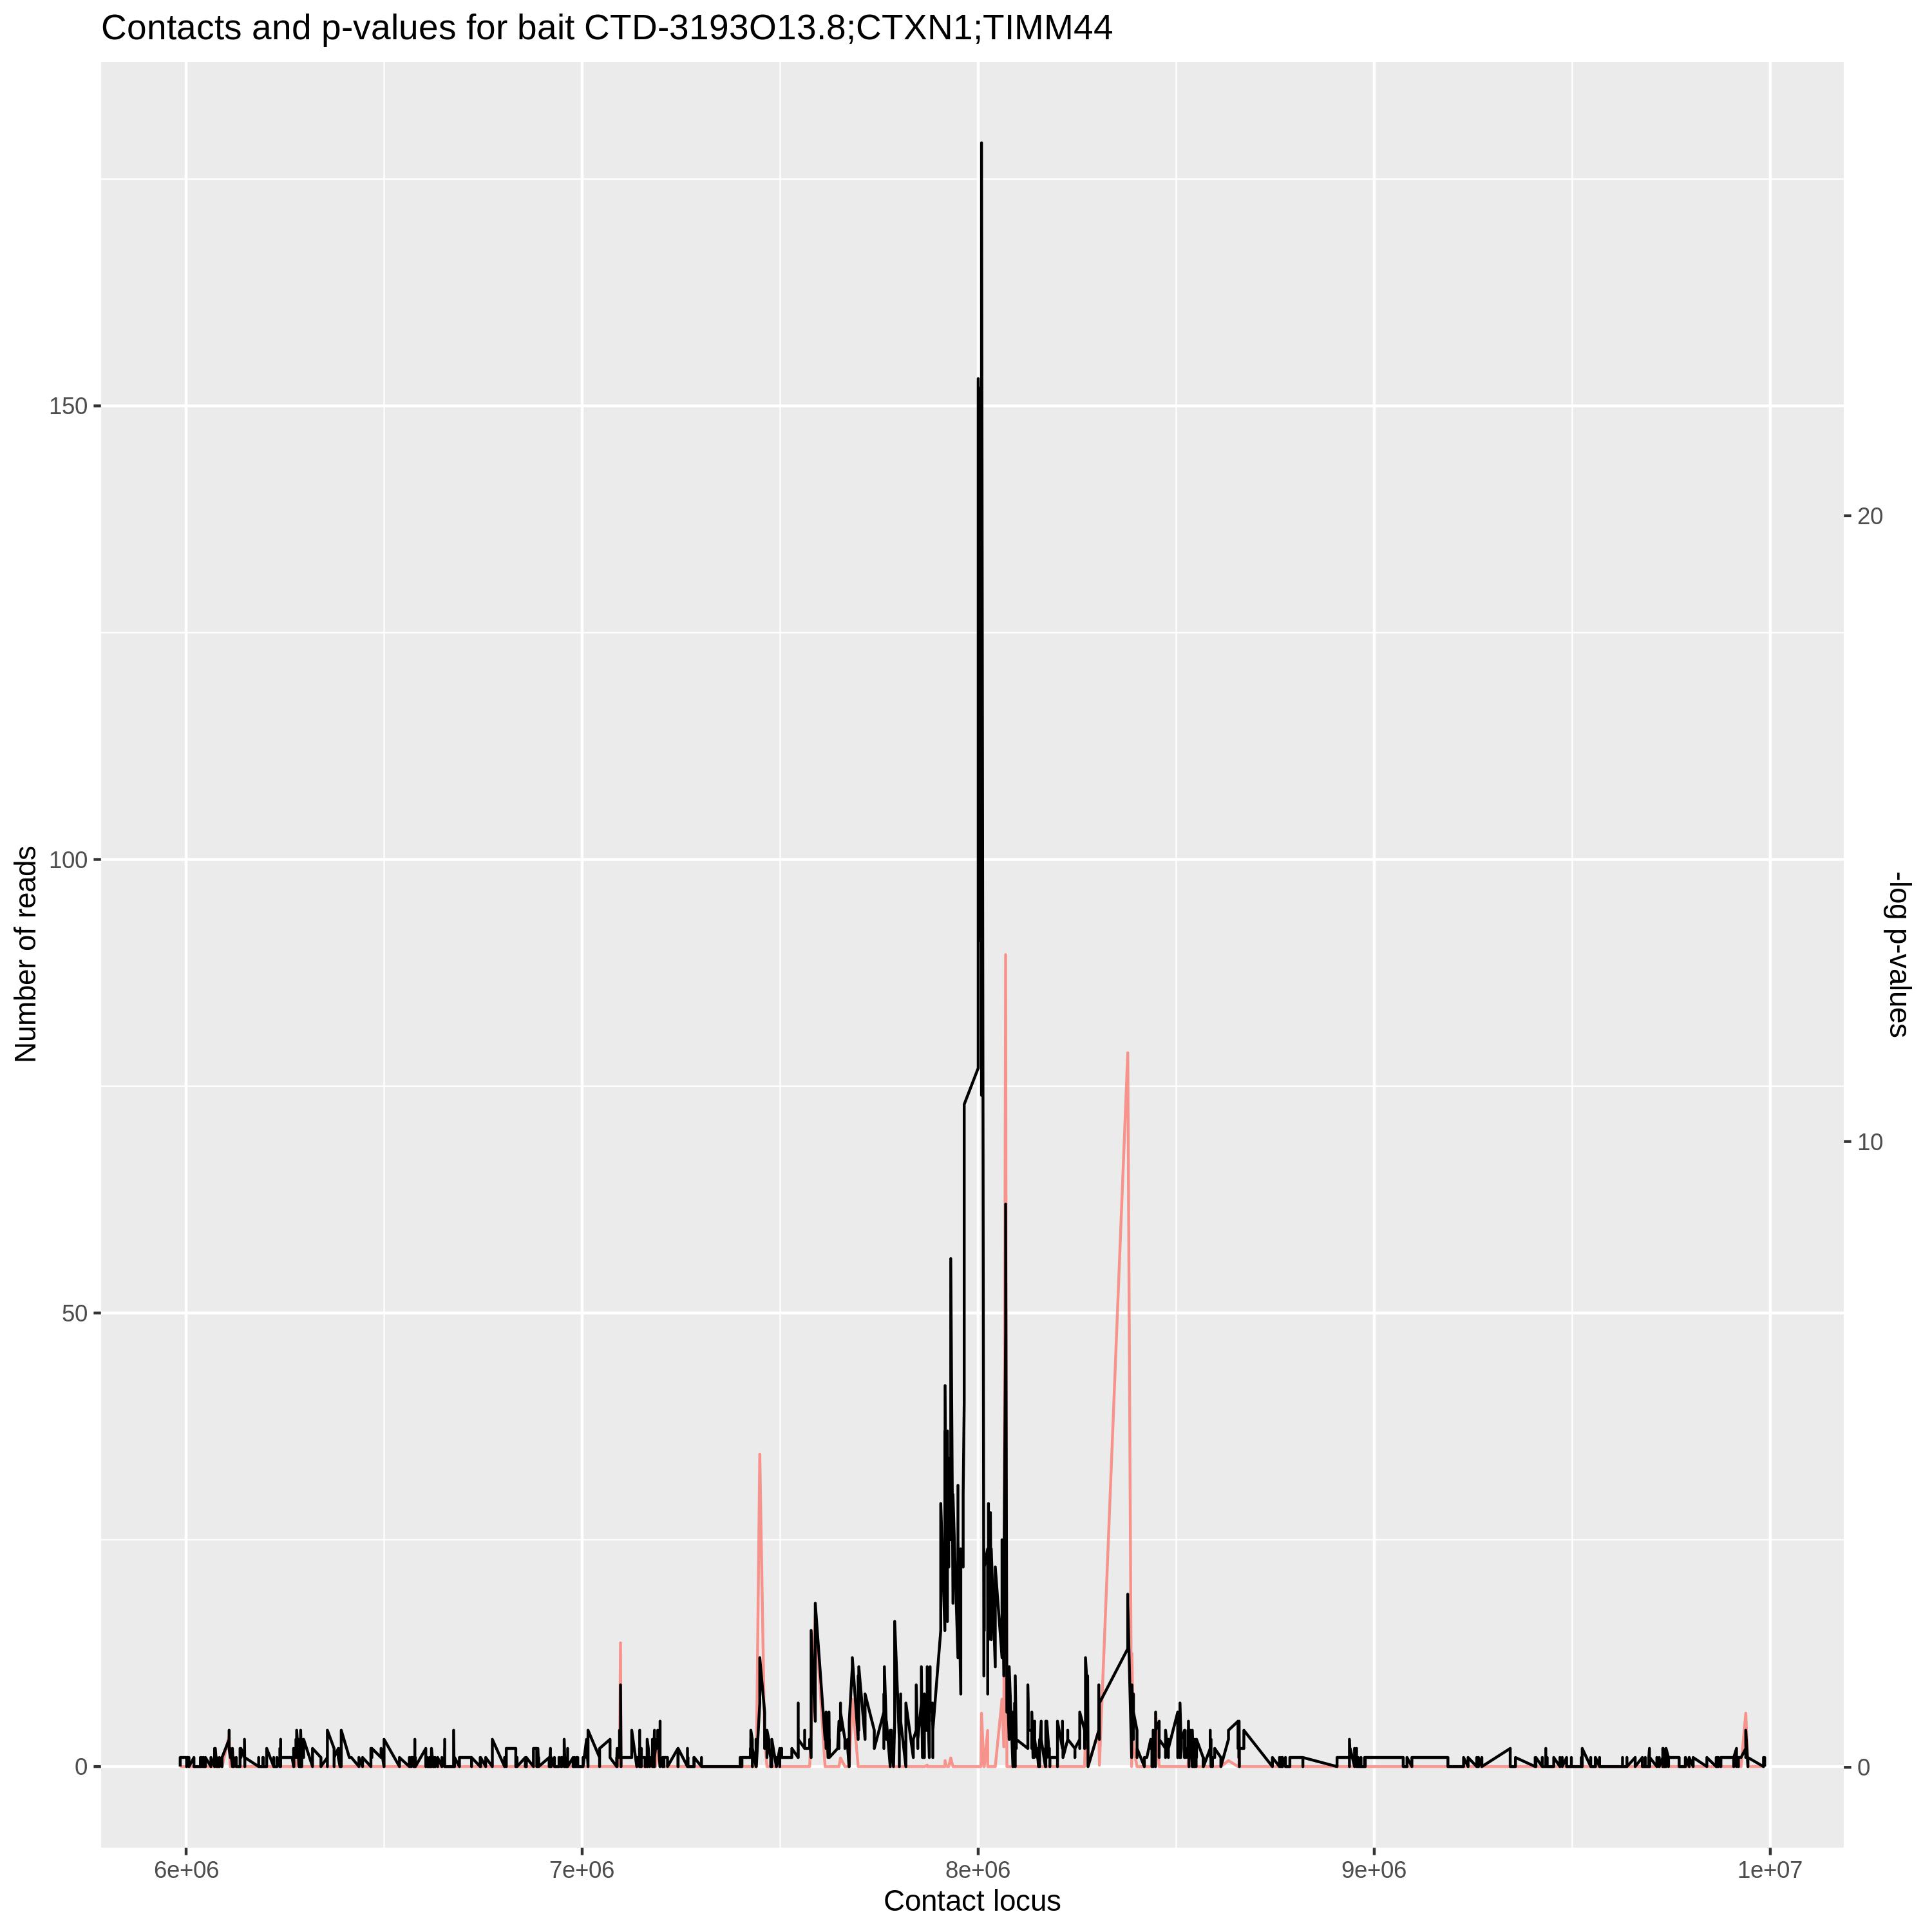 Contacts and p-values for bait CTD-3193O13.8;CTXN1;TIMM44
Number of reads
150
100
50
0
20
10
0
-log p-values
6e+06
7e+06
8e+06
9e+06
1e+07
Contact locus